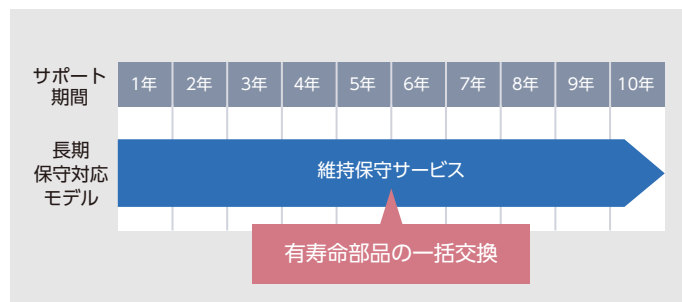 サポート
期間
1年 2年 3年 4年 5年 6年 7年 8年 9年 10年
長期
保守対応
モデル
維持保守サービス
有寿命部品の一括交換